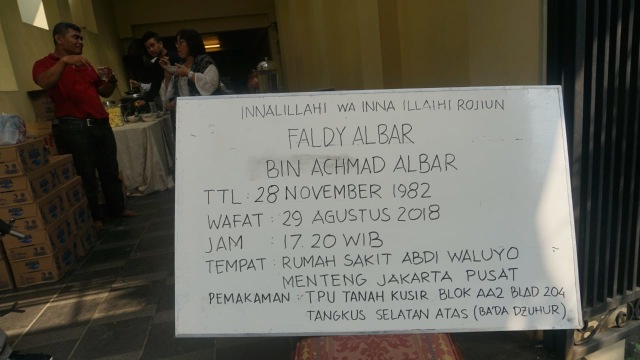 INNALILLAHI WA INNA ILLAIHI ROJIUN
FALDY ALBAR
BIN ACHMAD ALBAR
TTL : 28 NOVEMBER 1982
WAFAT : 29 AGUSTUS 2018
JAM : 17.20 WIB
TEMPAT : RUMAH SAKIT ABDI WALUYO
MENTENG JAKARTA PUSAT
PEMAKAMAN : TPU TANAH KUSIR BLOK AA2 BLAD 204
TANGKUS SELATAN ATAS (BA'DA DZUHUR)